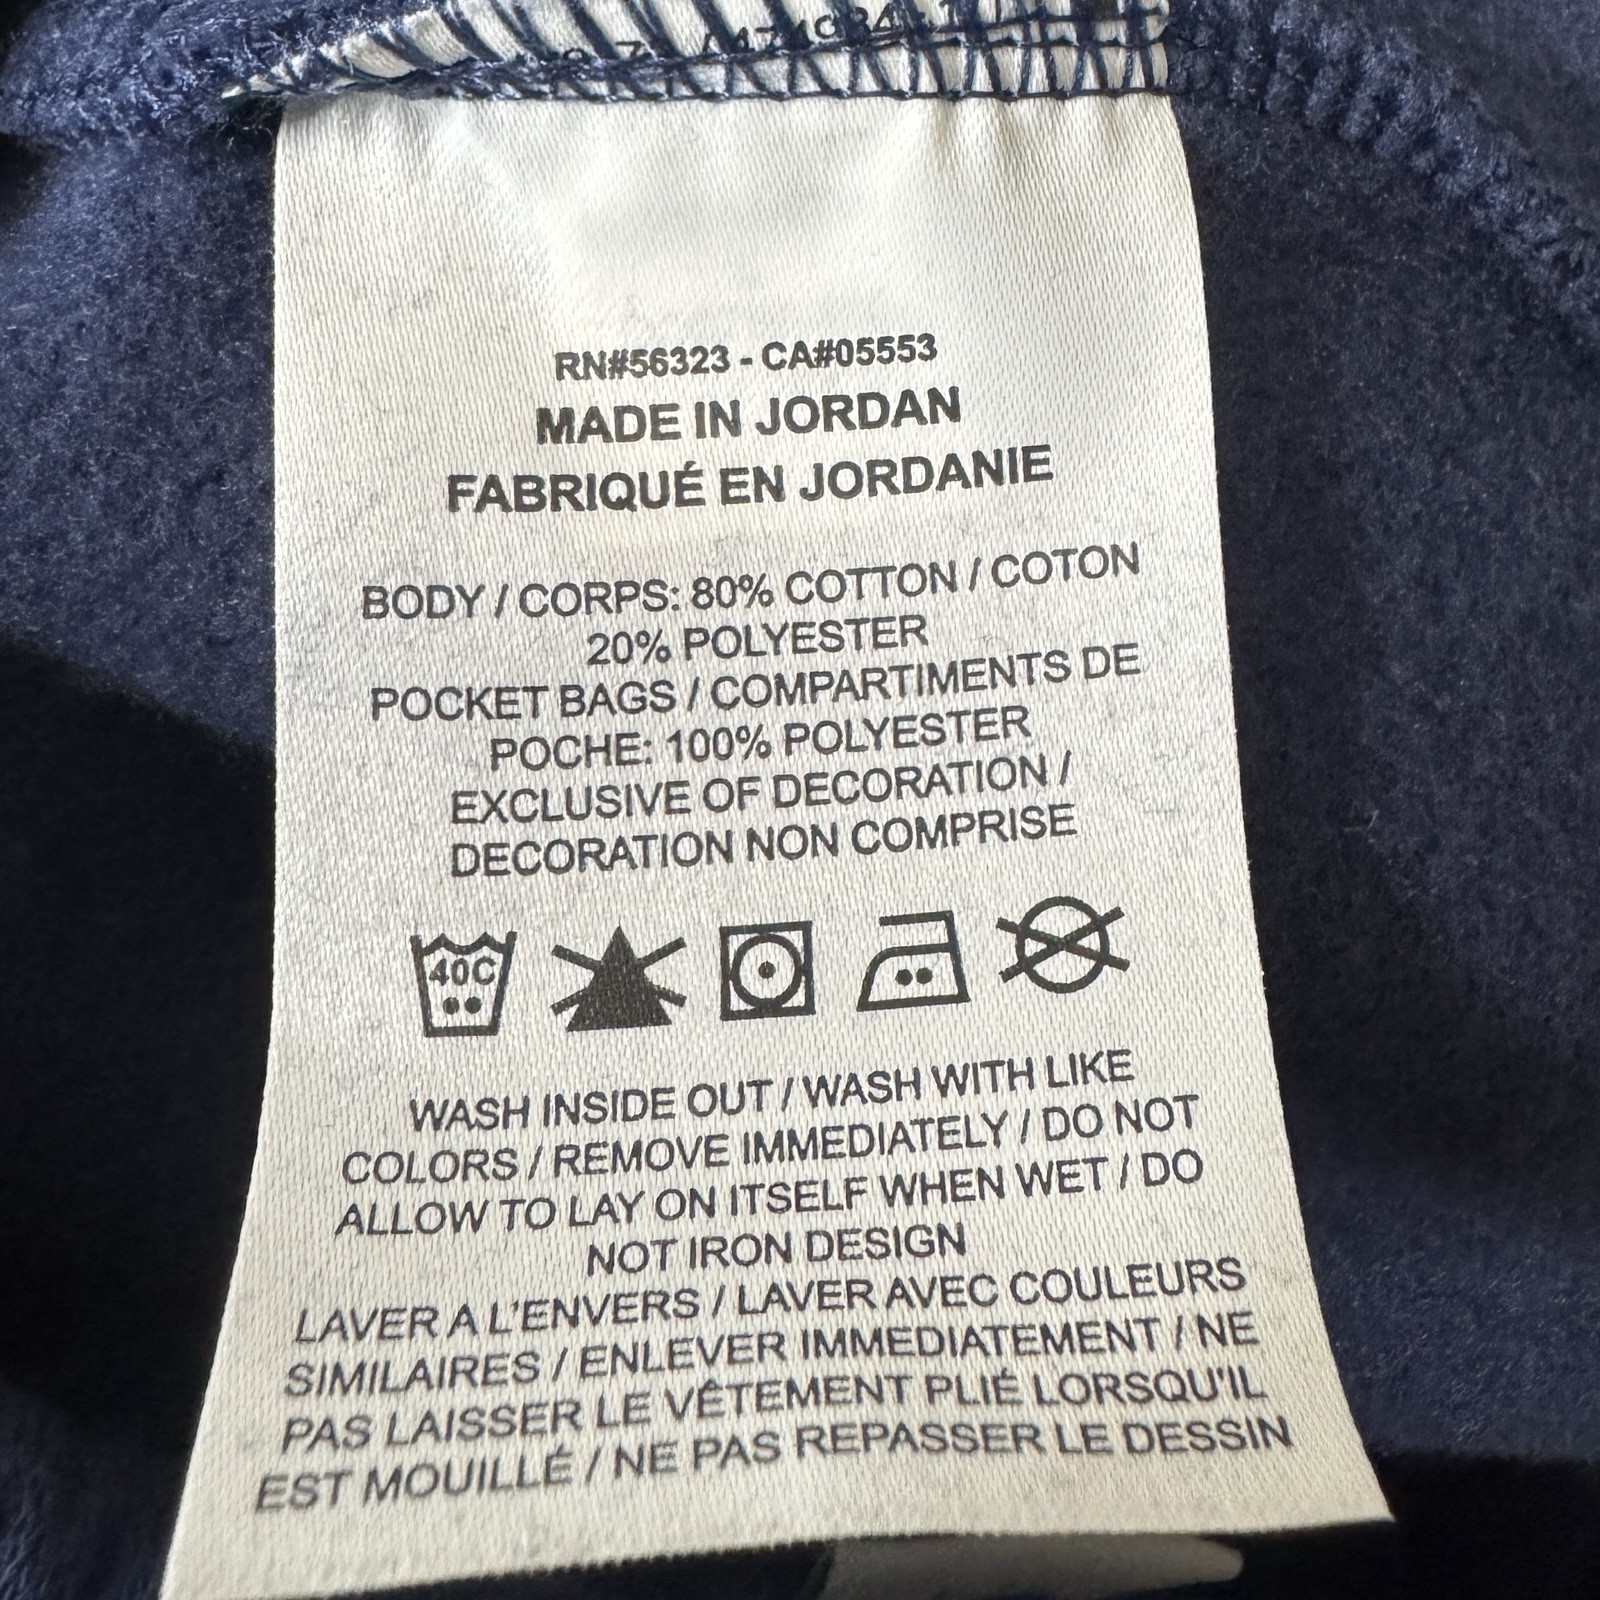 RN#56323 - CA#05553
MADE IN JORDAN
FABRIQUÉ EN JORDANIE
BODY / CORPS: 80% COTTON / COTON
20% POLYESTER
POCKET BAGS / COMPARTIMENTS DE
POCHE: 100% POLYESTER
EXCLUSIVE OF DECORATION /
DECORATION NON COMPRISE
40C
WASH INSIDE OUT / WASH WITH LIKE
COLORS / REMOVE IMMEDIATELY / DO NOT
ALLOW TO LAY ON ITSELF WHEN WET / DO
NOT IRON DESIGN
LAVER A L'ENVERS / LAVER AVEC COULEURS
SIMILAIRES / ENLEVER IMMEDIATEMENT / NE
PAS LAISSER LE VÊTEMENT PLIÉ LORSQU'IL
EST MOUILLÉ / NE PAS REPASSER LE DESSIN